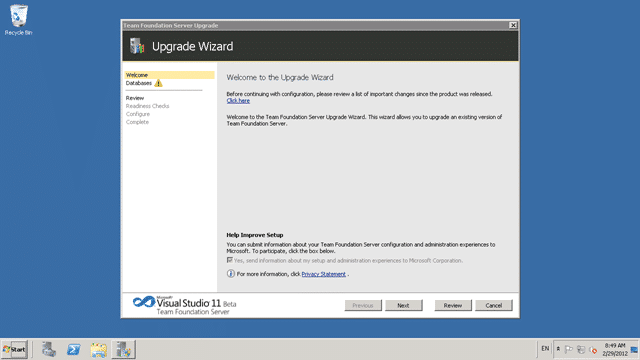 Recycle Bin
Team Foundation Server Upgrade
Upgrade Wizard
Welcome
Databases
Review
Readiness Checks
Configure
Complete
Welcome to the Upgrade Wizard
Before continuing with configuration, please review a list of important changes since the product was released.
Click here
Welcome to the Team Foundation Server Upgrade Wizard. This wizard allows you to upgrade an existing version of
Team Foundation Server.
Help Improve Setup
You can submit information about your Team Foundation Server configuration and administration experiences to
Microsoft. To participate, click the box below.
Yes, send information about my setup and administration experiences to Microsoft Corporation.
For more information, click Privacy Statement .
Microsoft
Visual Studio 11 Beta
Team Foundation Server
Previous
Next
Review
Cancel
Start
EN
8:49 AM
2/29/2012